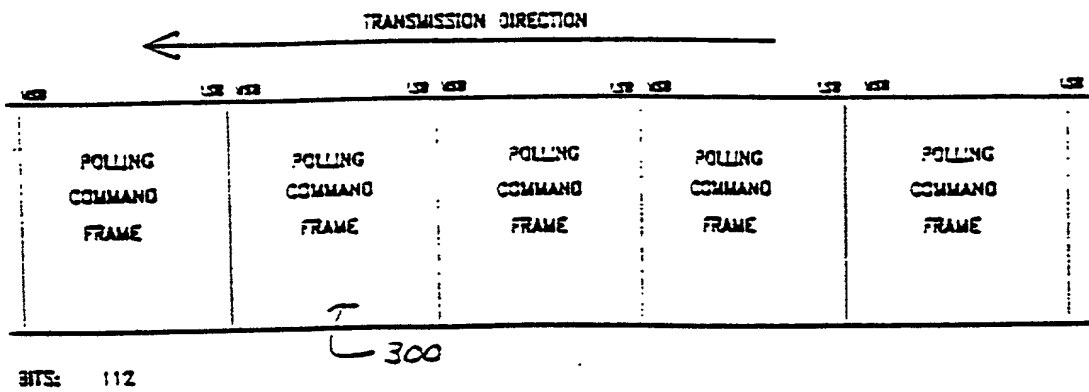 TRANSMISSION DIRECTION
MSB LSB MSB LSB MSB LSB MSB LSB MSB LSB
POLLING POLLING POLLING POLLING POLLING
COMMAND COMMAND COMMAND COMMAND COMMAND
FRAME FRAME FRAME FRAME FRAME
300
BITS: 112